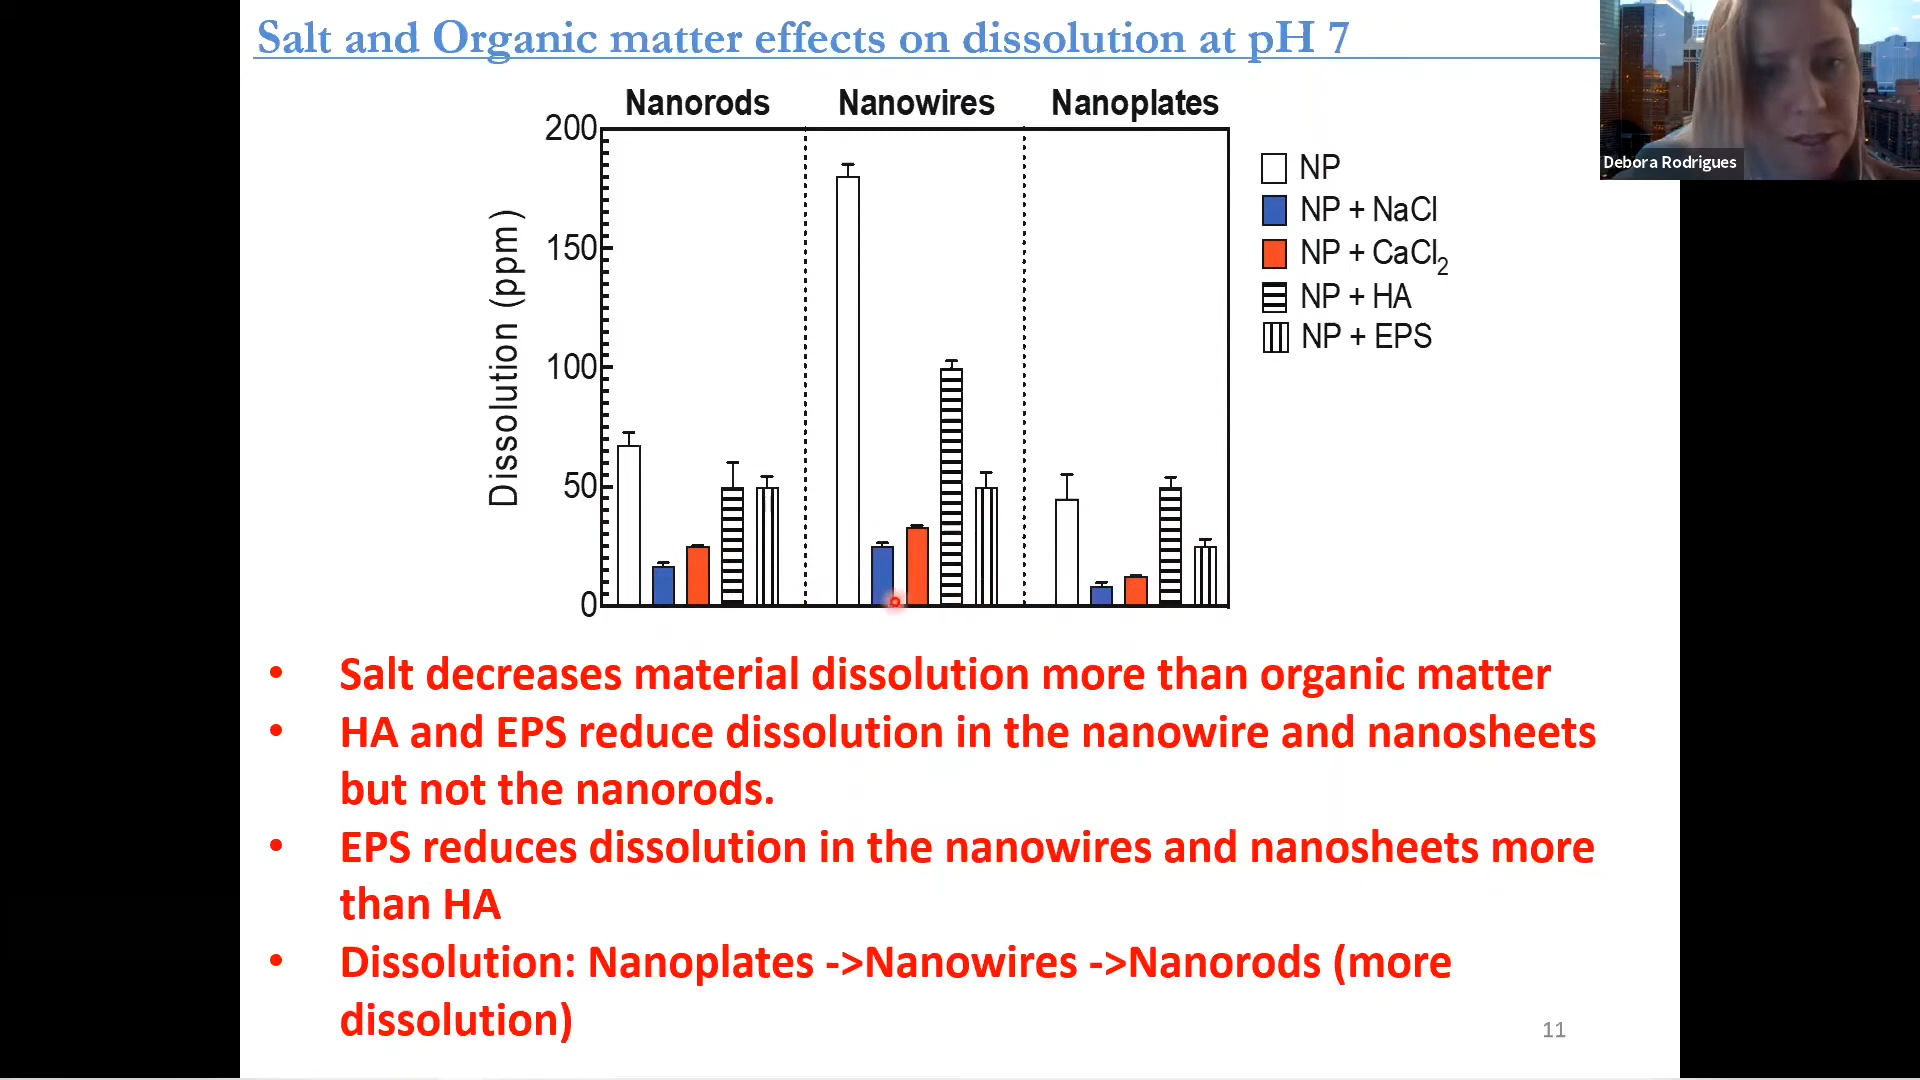 Salt and Organic matter effects on dissolution at pH 7
Debora Rodrigues
Nanorods Nanowires Nanoplates
200
150
100
50
0
Dissolution (ppm)
NP
NP + NaCl
NP + CaCl2
NP + HA
NP + EPS
• Salt decreases material dissolution more than organic matter
• HA and EPS reduce dissolution in the nanowire and nanosheets
but not the nanorods.
• EPS reduces dissolution in the nanowires and nanosheets more
than HA
• Dissolution: Nanoplates ->Nanowires ->Nanorods (more
dissolution)
11